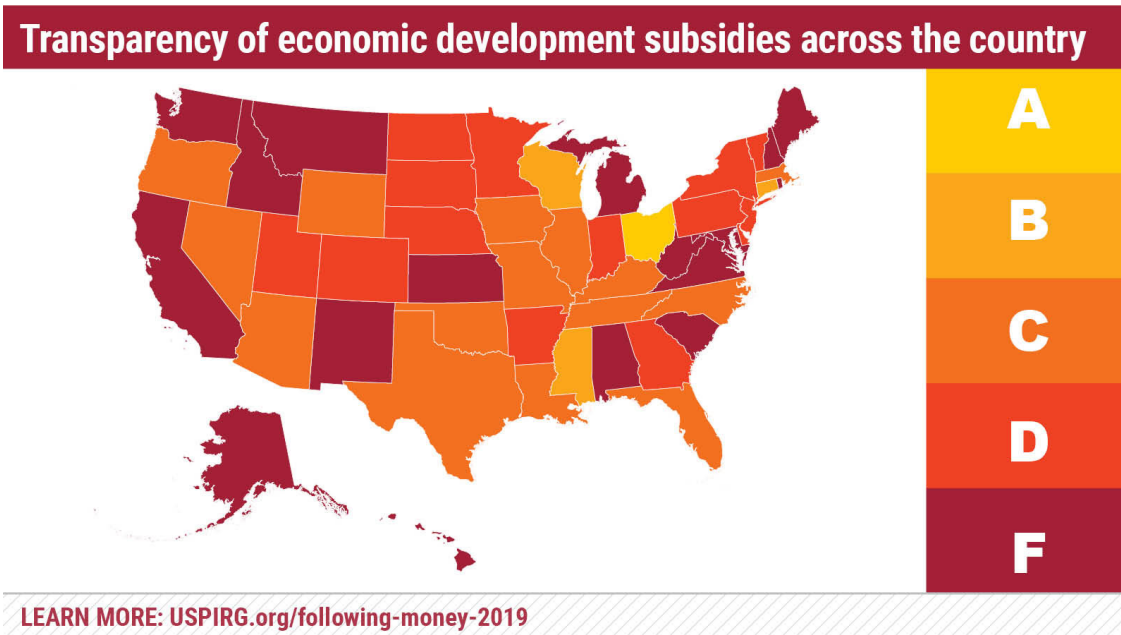 Transparency of economic development subsidies across the country
A
B
C
D
F
LEARN MORE: USPIRG.org/following-money-2019